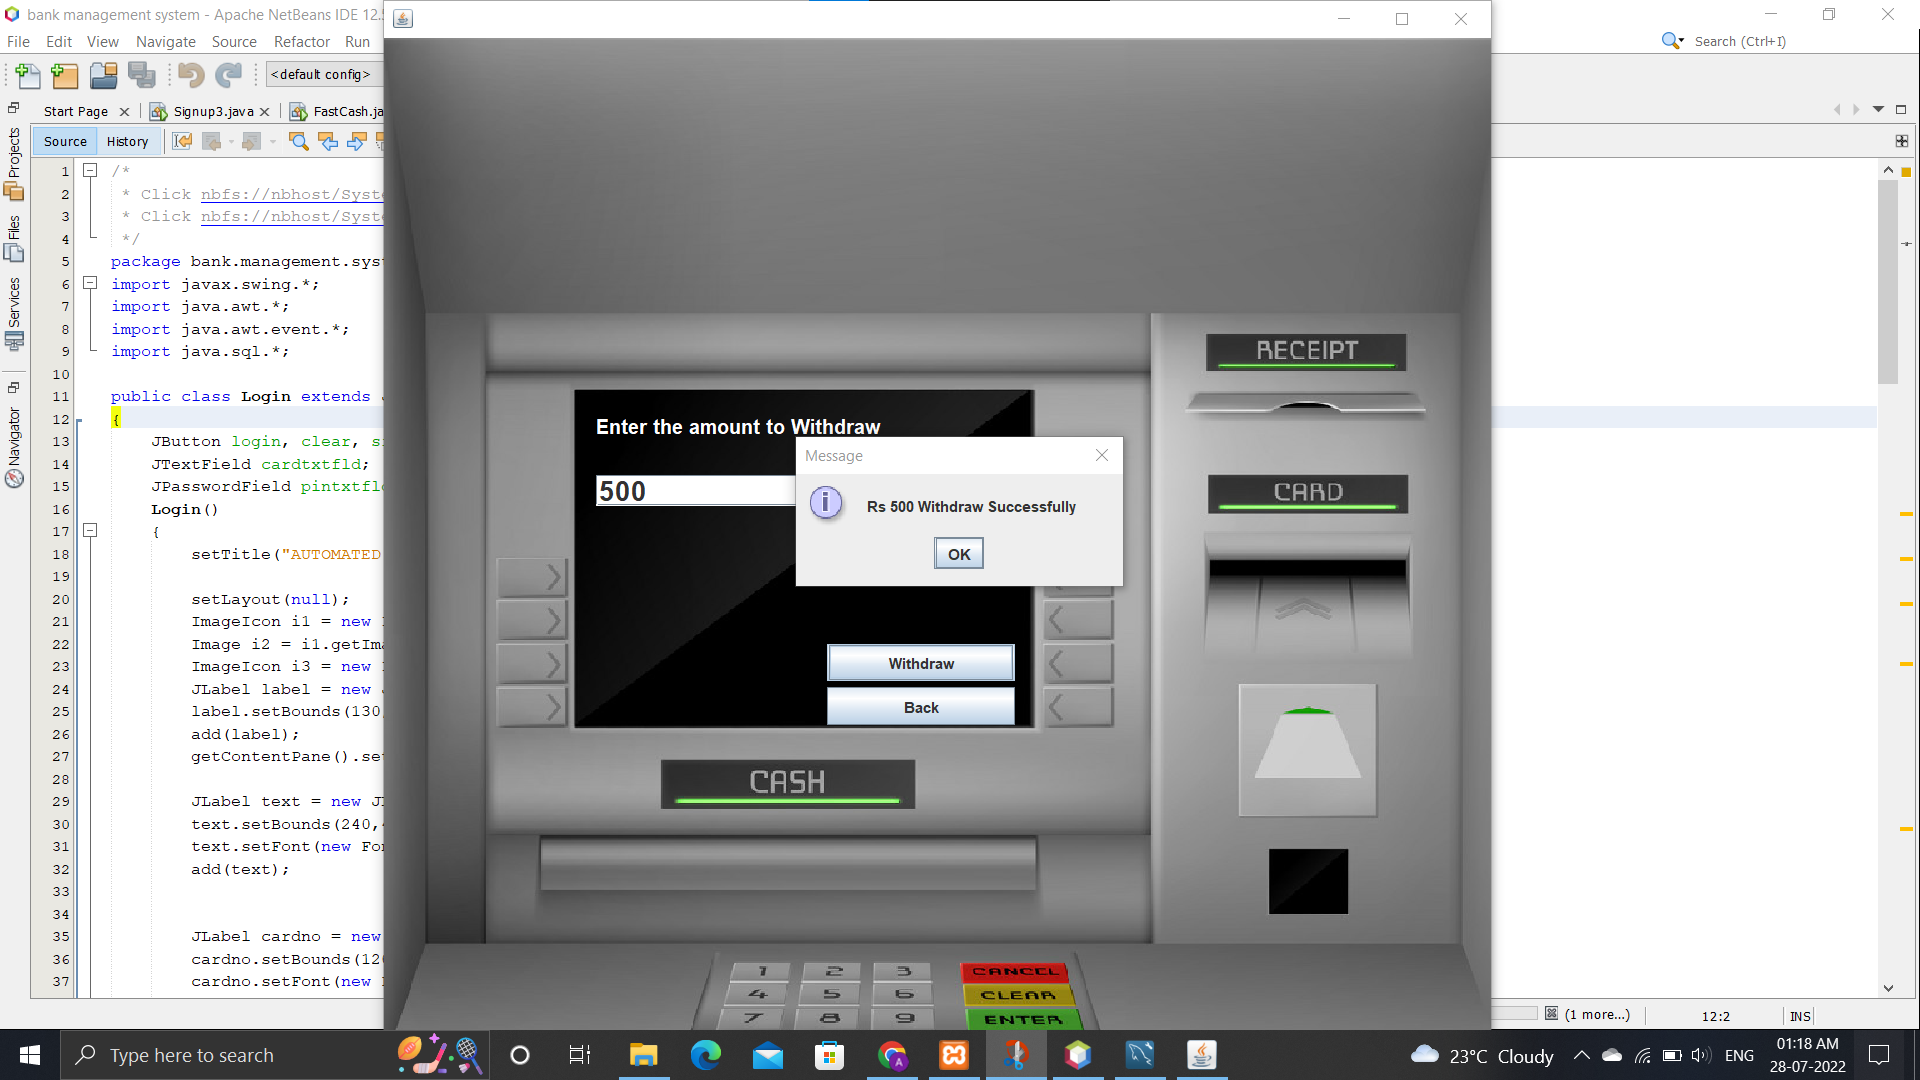 bank management system - Apache NetBeans IDE 12.5
File Edit View Navigate Source Refactor Run
Search (Ctrl+I)
<default config>
Start Page
Signup3.java
FastCash.ja
Source History
Projects
Files
Services
Navigator
1 /*
2 * Click nbfs://nbhost/Syste
3 * Click nbfs://nbhost/Syste
4 */
5 package bank.management.syst
6 import javax.swing.*;
7 import java.awt.*;
8 import java.awt.event.*;
9 import java.sql.*;
10
11 public class Login extends J
12 {
13 JButton login, clear, si
14 JTextField cardtxtfld;
15 JPasswordField pintxtfld
16 Login()
17 {
18 setTitle("AUTOMATED
19
20 setLayout(null);
21 ImageIcon i1 = new I
22 Image i2 = i1.getIma
23 ImageIcon i3 = new I
24 JLabel label = new J
25 label.setBounds(130,
26 add(label);
27 getContentPane().set
28
29 JLabel text = new JL
30 text.setBounds(240,4
31 text.setFont(new Fon
32 add(text);
33
34
35 JLabel cardno = new
36 cardno.setBounds(120
37 cardno.setFont(new F
Enter the amount to Withdraw
500
Message
Rs 500 Withdraw Successfully
OK
Withdraw
Back
RECEIPT
CARD
CASH
1 2 3 CANCEL
4 5 6 CLEAR
7 8 9 ENTER
(1 more...)
12:2
INS
Type here to search
23°C Cloudy
ENG
01:18 AM
28-07-2022